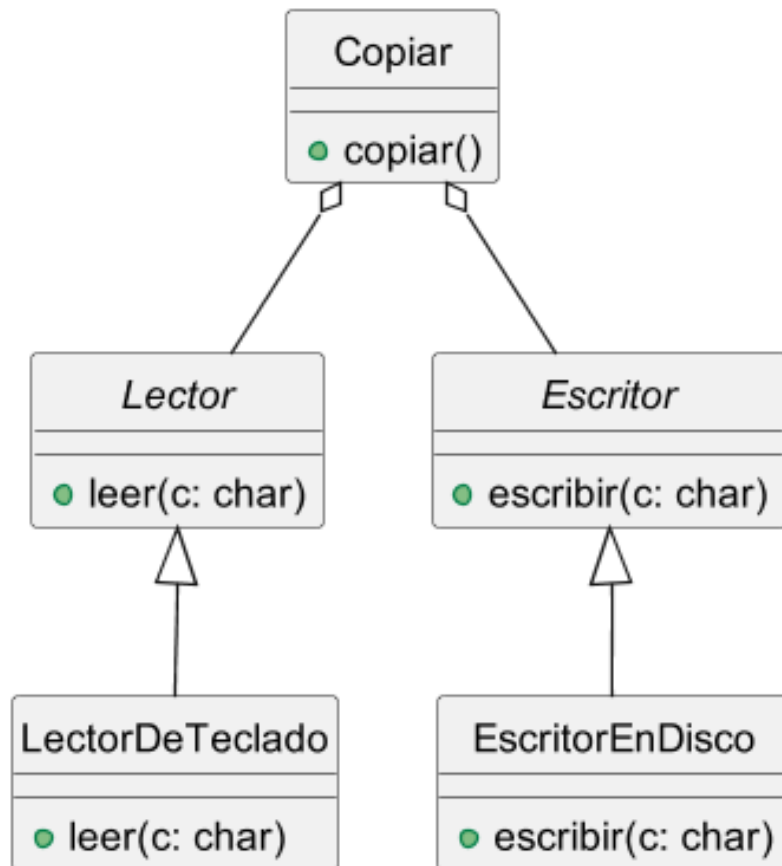 Copiar
copiar()
Lector
leer(c: char)
Escritor
escribir(c: char)
LectorDeTeclado
leer(c: char)
EscritorEnDisco
escribir(c: char)